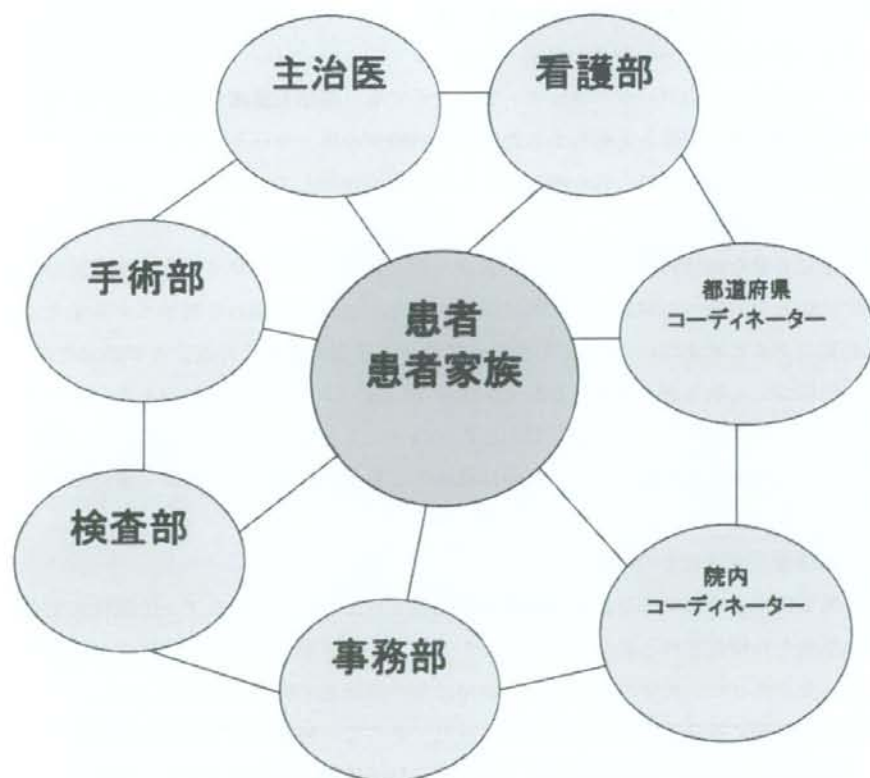 主治医
看護部
手術部
患者
患者家族
都道府県
コーディネーター
検査部
事務部
院内
コーディネーター